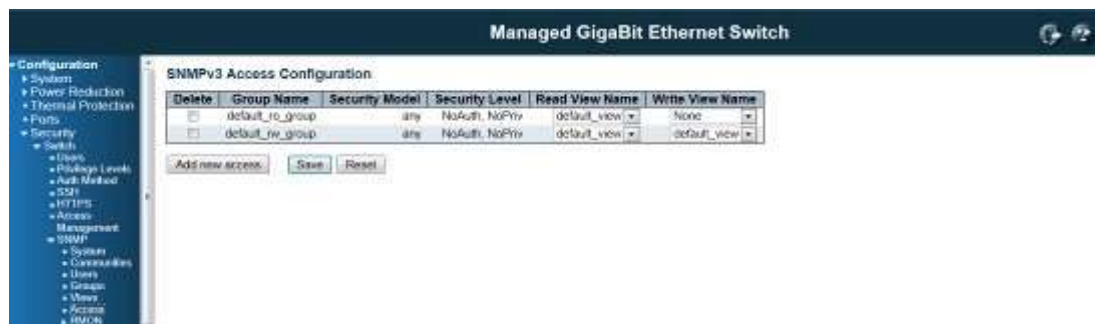 Managed GigaBit Ethernet Switch
Configuration
System
Power Reduction
Thermal Protection
Ports
Security
Switch
Users
Privilege Levels
Auth Method
SSH
HTTPS
Access
Management
SNMP
System
Communities
Users
Groups
Views
Access
RMON
SNMPv3 Access Configuration
Delete Group Name Security Model Security Level Read View Name Write View Name
default_ro_group any NoAuth, NoPriv default_view None
default_rw_group any NoAuth, NoPriv default_view default_view
Add new access Save Reset